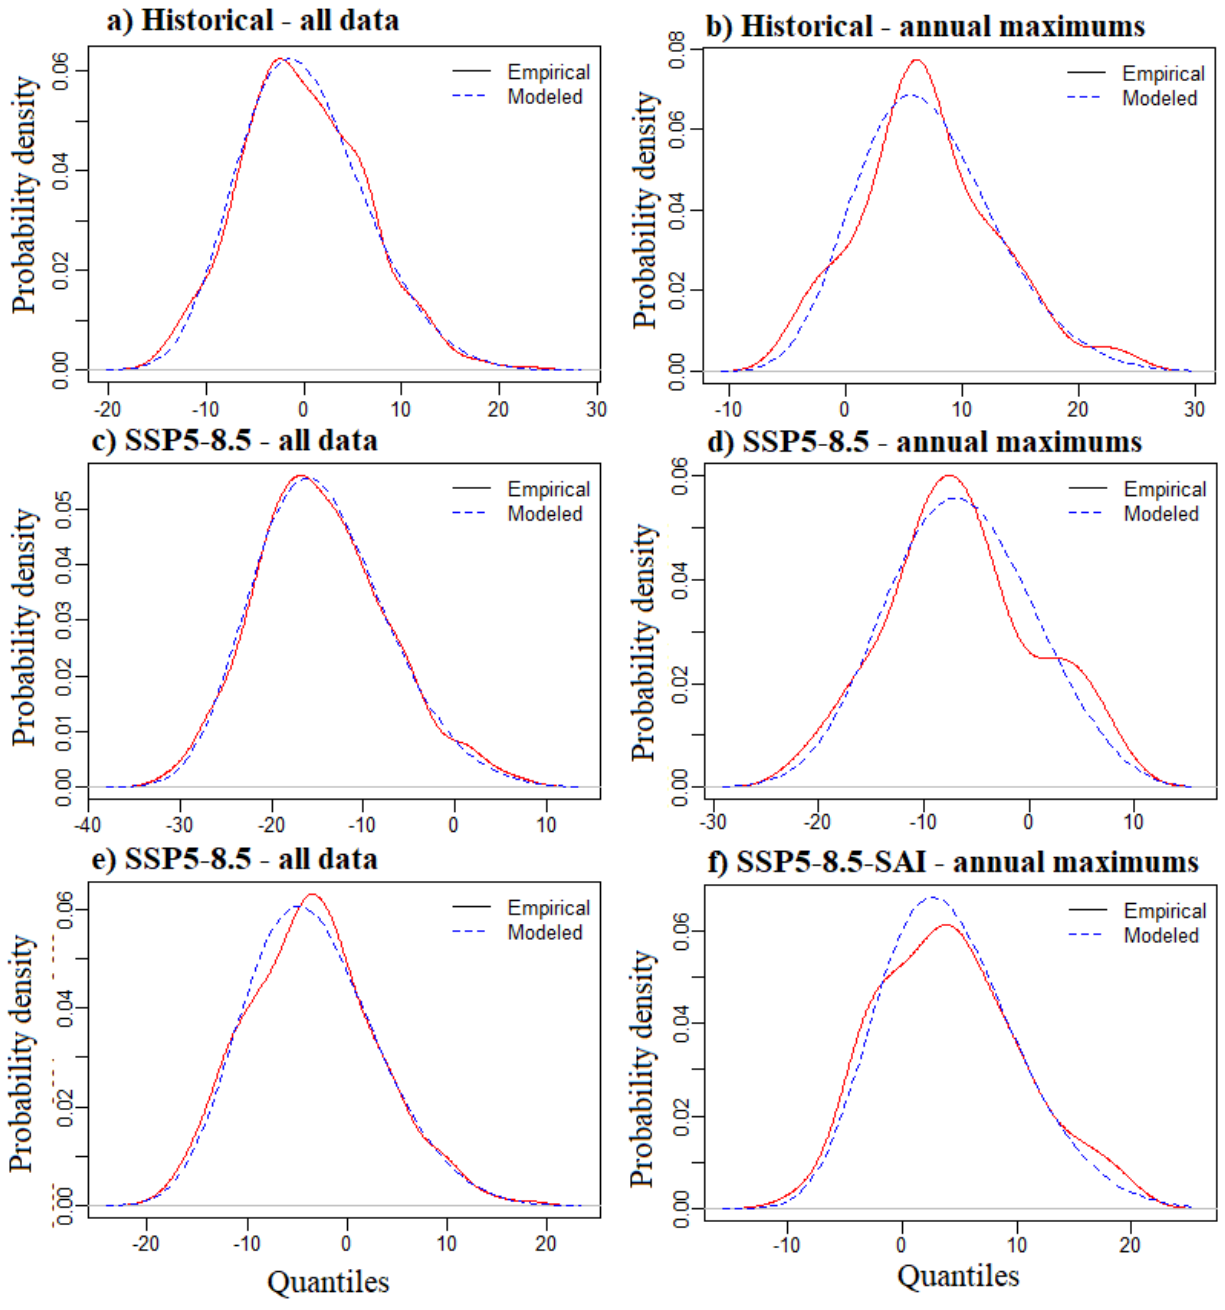 a) Historical - all data
Probability density
0.00 0.02 0.04 0.06
Empirical
Modeled
-20 -10 0 10 20 30
b) Historical - annual maximums
Probability density
0.00 0.02 0.04 0.06 0.08
Empirical
Modeled
-10 0 10 20 30
c) SSP5-8.5 - all data
Probability density
0.00 0.01 0.02 0.03 0.04 0.05
Empirical
Modeled
-40 -30 -20 -10 0 10
d) SSP5-8.5 - annual maximums
Probability density
0.00 0.02 0.04 0.06
Empirical
Modeled
-30 -20 -10 0 10
e) SSP5-8.5 - all data
Probability density
0.00 0.02 0.04 0.06
Empirical
Modeled
-20 -10 0 10 20
Quantiles
f) SSP5-8.5-SAI - annual maximums
Probability density
0.00 0.02 0.04 0.06
Empirical
Modeled
-10 0 10 20
Quantiles